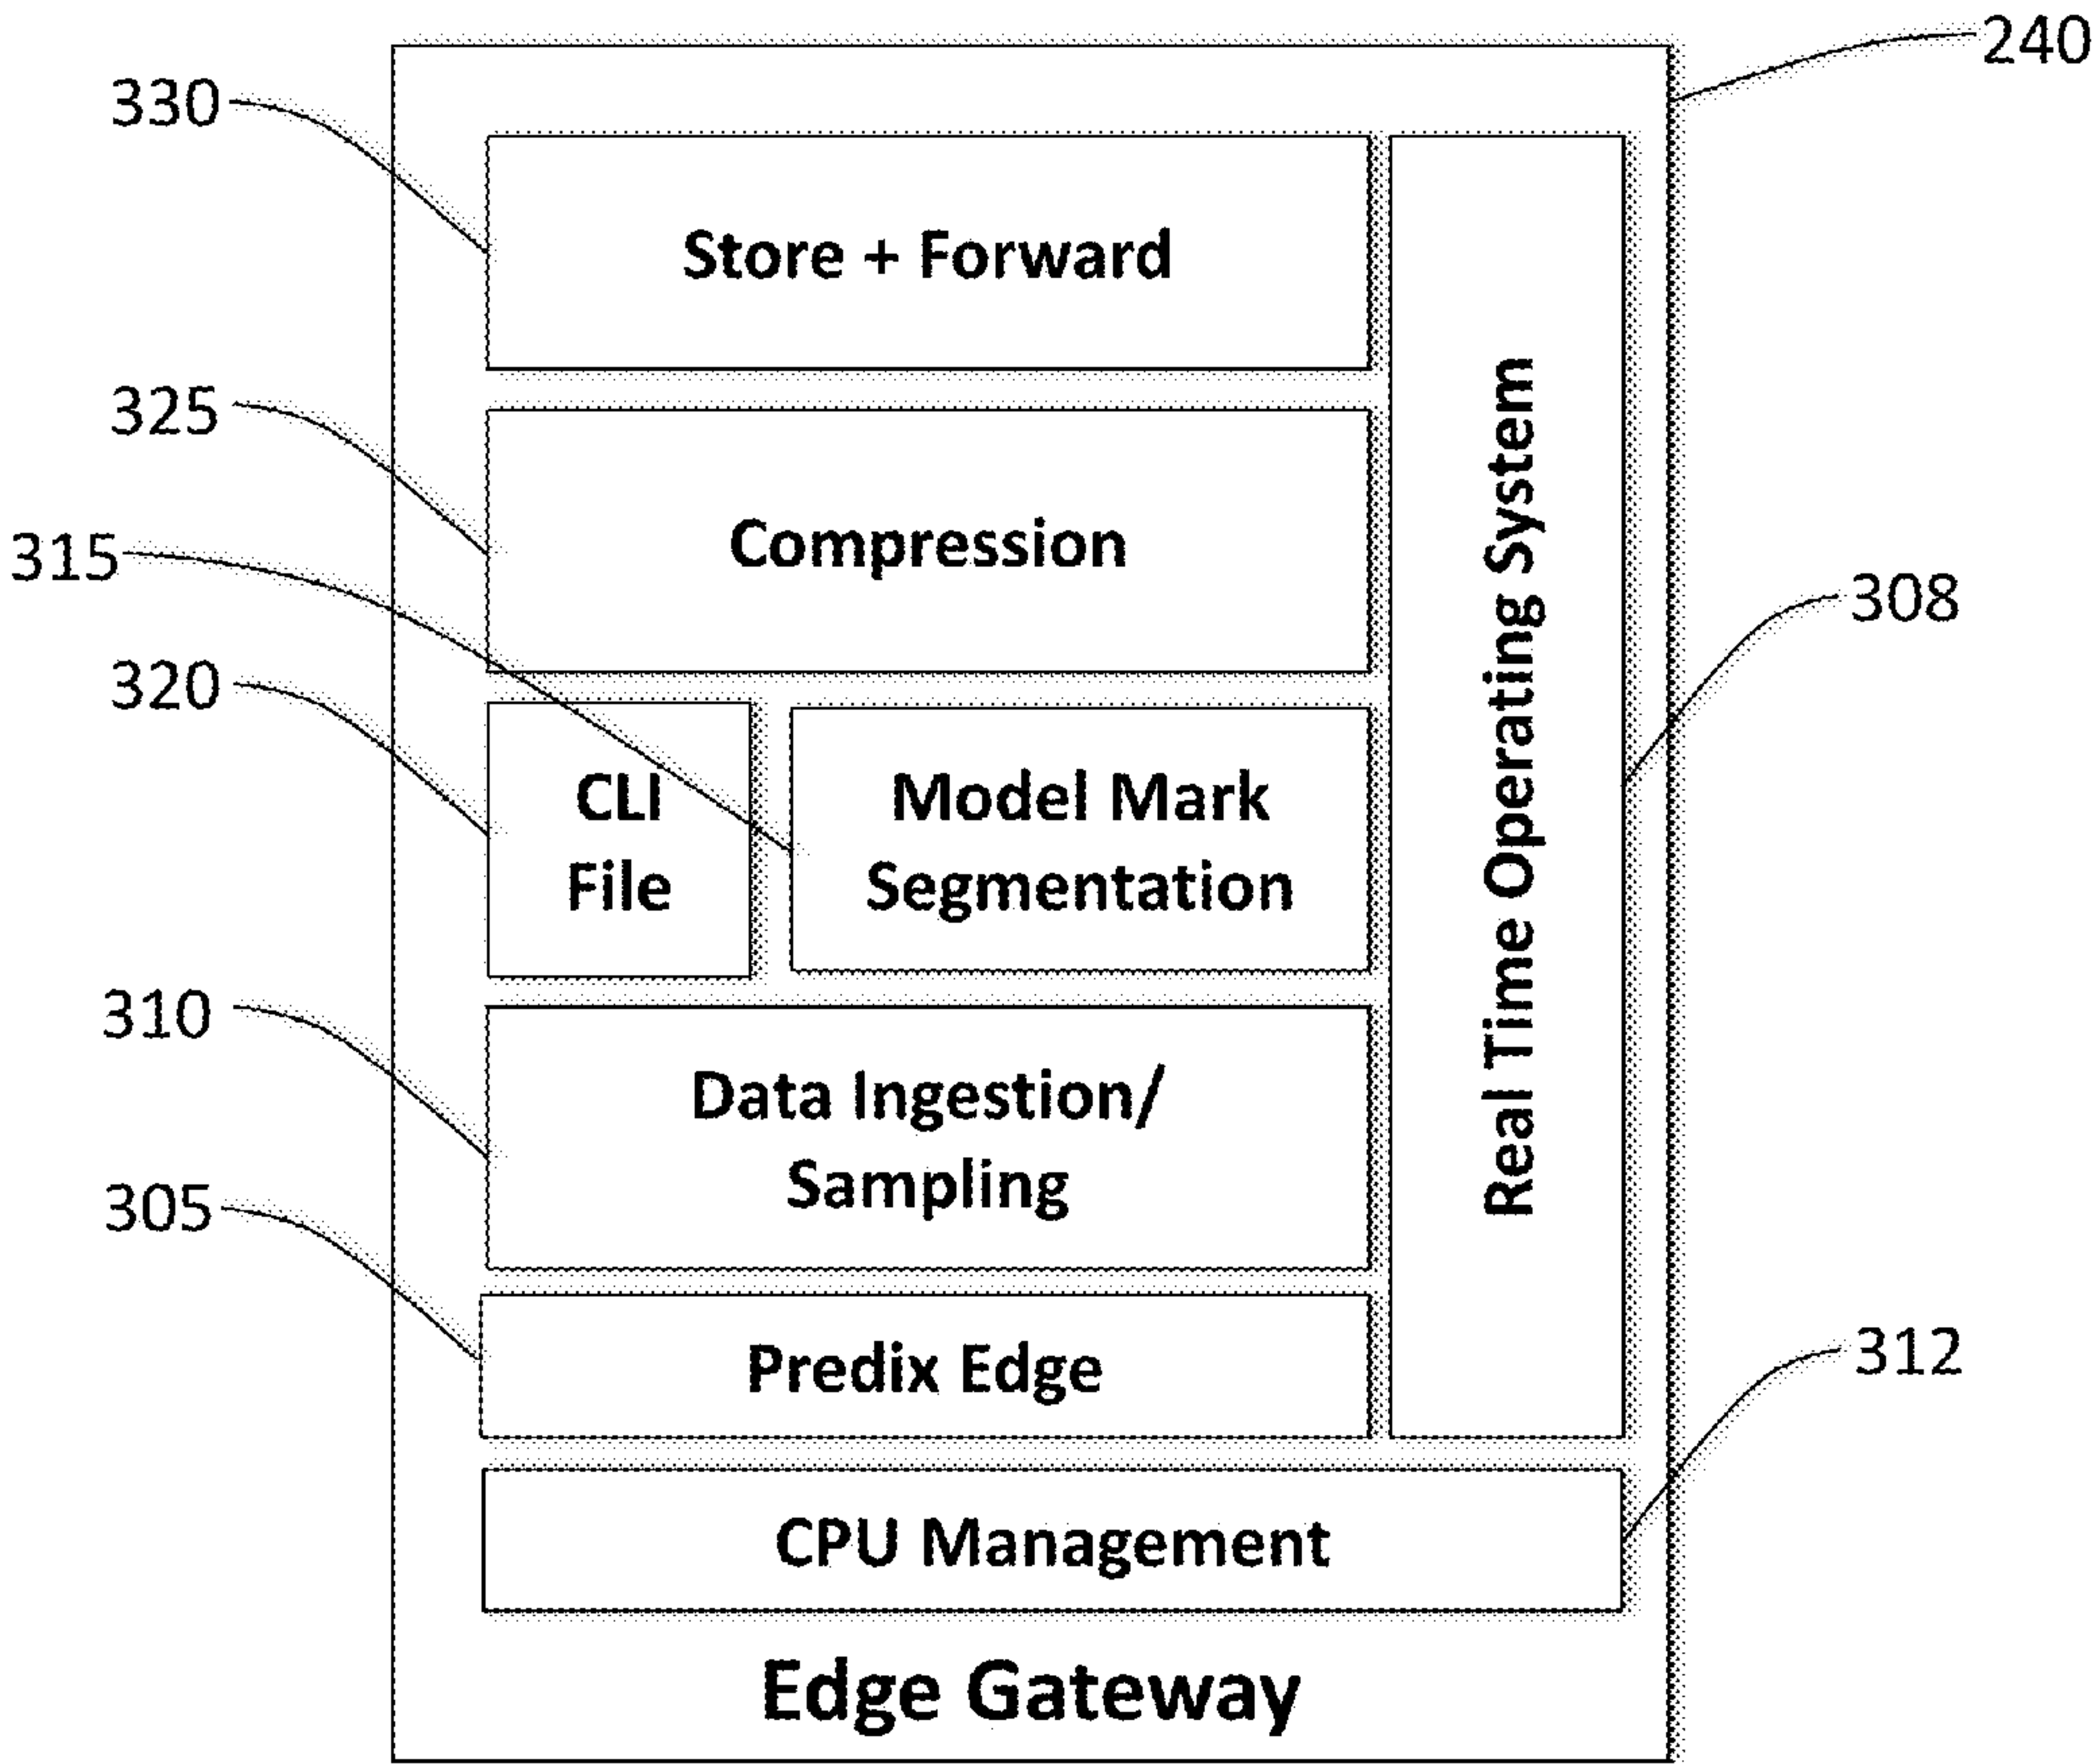 240
330
Store + Forward
325
Compression
315
308
320
CLI
File
Model Mark
Segmentation
Real Time Operating System
310
Data Ingestion/
Sampling
305
Predix Edge
312
CPU Management
Edge Gateway